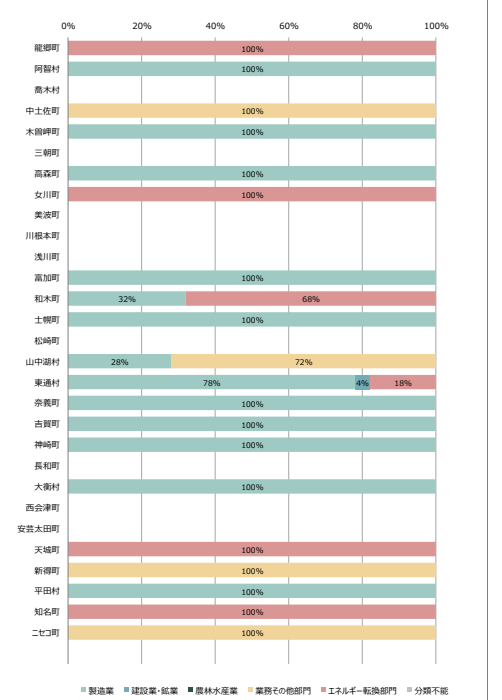 0% 20% 40% 60% 80% 100%
龍郷町 100%
阿智村 100%
喬木村
中土佐町 100%
木曽岬町 100%
三朝町
高森町 100%
女川町 100%
美波町
川根本町
浅川町
富加町 100%
和木町 32% 68%
士幌町 100%
松崎町
山中湖村 28% 72%
東通村 78% 4% 18%
奈義町 100%
吉賀町 100%
神崎町 100%
長和町
大衡村 100%
西会津町
安芸太田町
天城町 100%
新得町 100%
平田村 100%
知名町 100%
ニセコ町 100%
製造業 建設業・鉱業 農林水産業 業務その他部門 エネルギー転換部門 分類不能